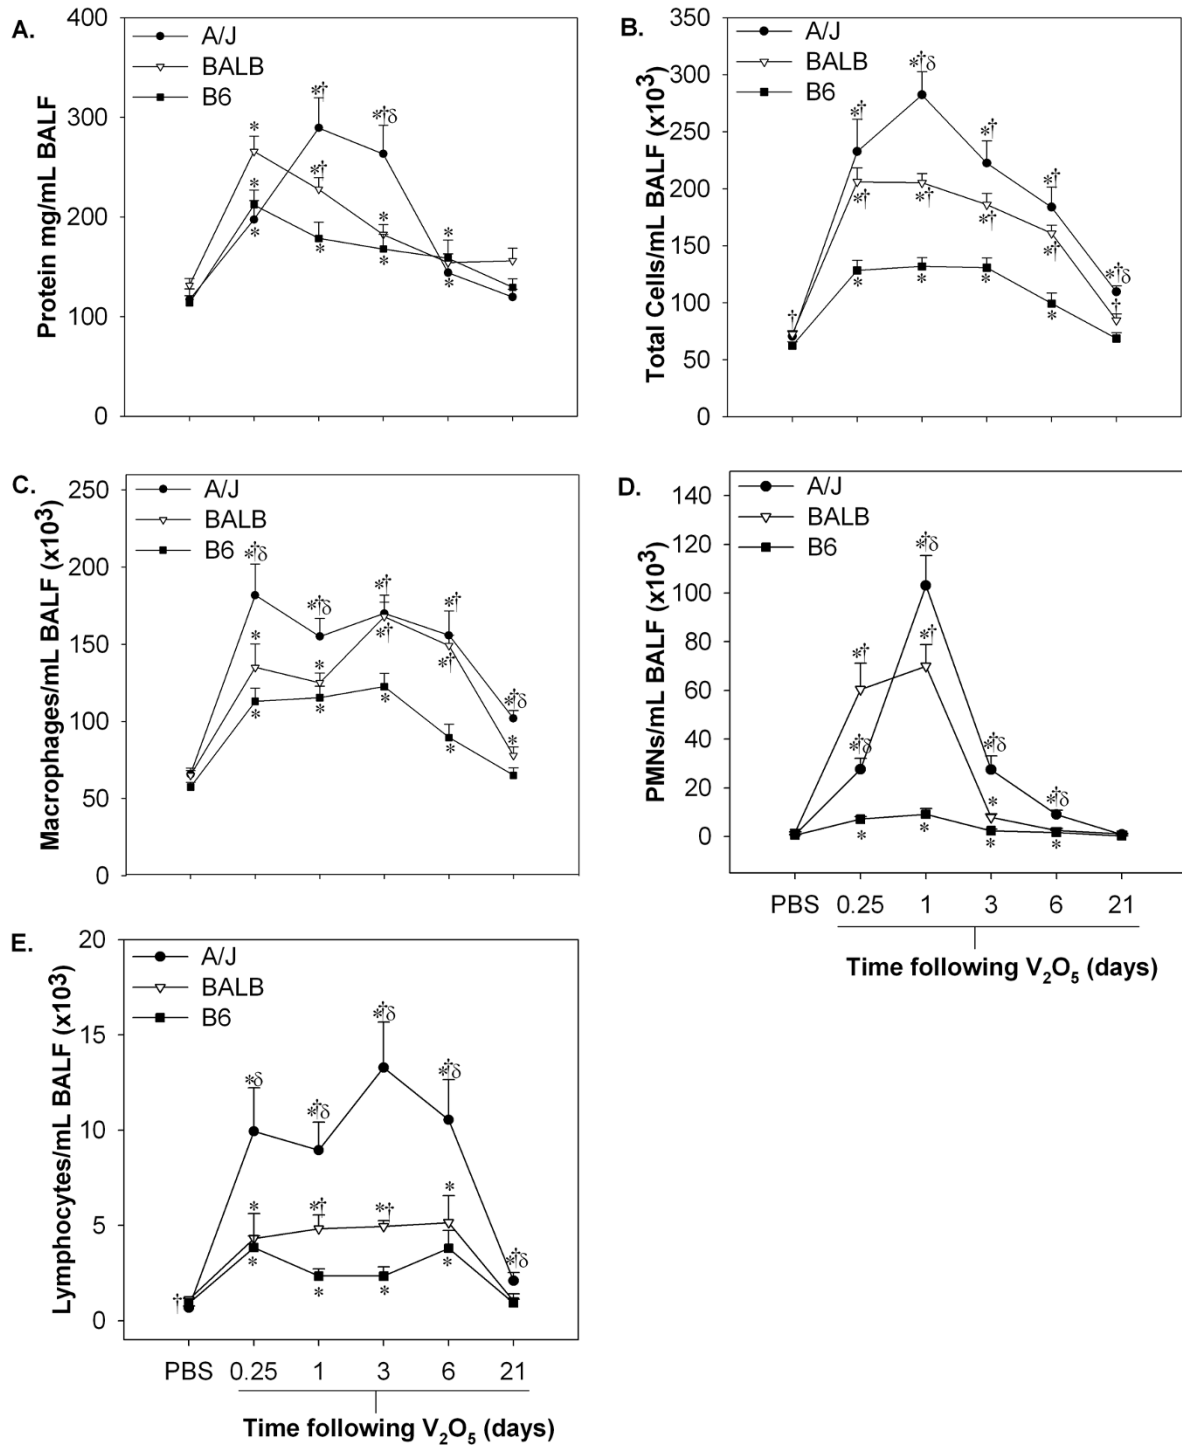 A.
400
300
200
100
0
Protein mg/mL BALF
A/J
BALB
B6
*
*
*
*†
*†
*
*†δ
*
*
*
*
B.
350
300
250
200
150
100
50
0
Total Cells/mL BALF (x10³)
A/J
BALB
B6
†
*†
*†
*
*†δ
*†
*
*†
*†
*
*†
*†
*
*†δ
†
C.
250
200
150
100
50
0
Macrophages/mL BALF (x10³)
A/J
BALB
B6
*†δ
*
*
*†δ
*
*
*†
*†
*
*†
*†
*
*†δ
*
D.
140
120
100
80
60
40
20
0
PMNs/mL BALF (x10³)
A/J
BALB
B6
*†
*†δ
*
*†δ
*†
*
*†δ
*
*
*†δ
*
PBS 0.25 1 3 6 21
Time following V₂O₅ (days)
E.
20
15
10
5
0
Lymphocytes/mL BALF (x10³)
A/J
BALB
B6
†
*δ
*
*
*†δ
*†
*
*†δ
*†
*
*†δ
*
*
*†δ
PBS 0.25 1 3 6 21
Time following V₂O₅ (days)